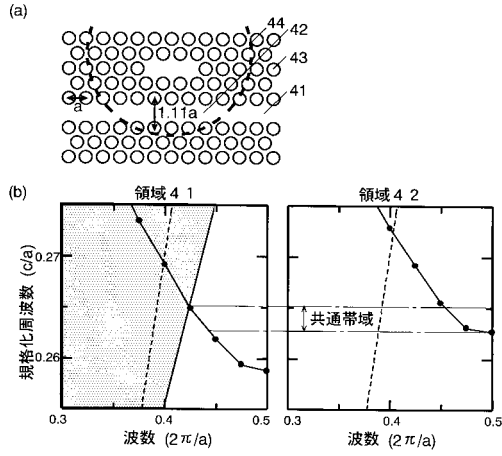 (a)
44
42
43
41
a
1.11a
(b)
領域41
領域42
規格化周波数 (c/a)
0.27
0.26
共通帯域
0.3
0.4
0.5
0.3
0.4
0.5
波数 (2π/a)
波数 (2π/a)